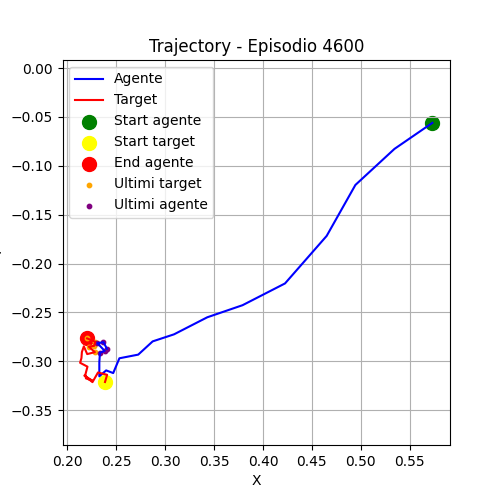 Trajectory - Episodio 4600
Agente
Target
Start agente
Start target
End agente
Ultimi target
Ultimi agente
0.00
−0.05
−0.10
−0.15
−0.20
−0.25
−0.30
−0.35
0.20 0.25 0.30 0.35 0.40 0.45 0.50 0.55
X